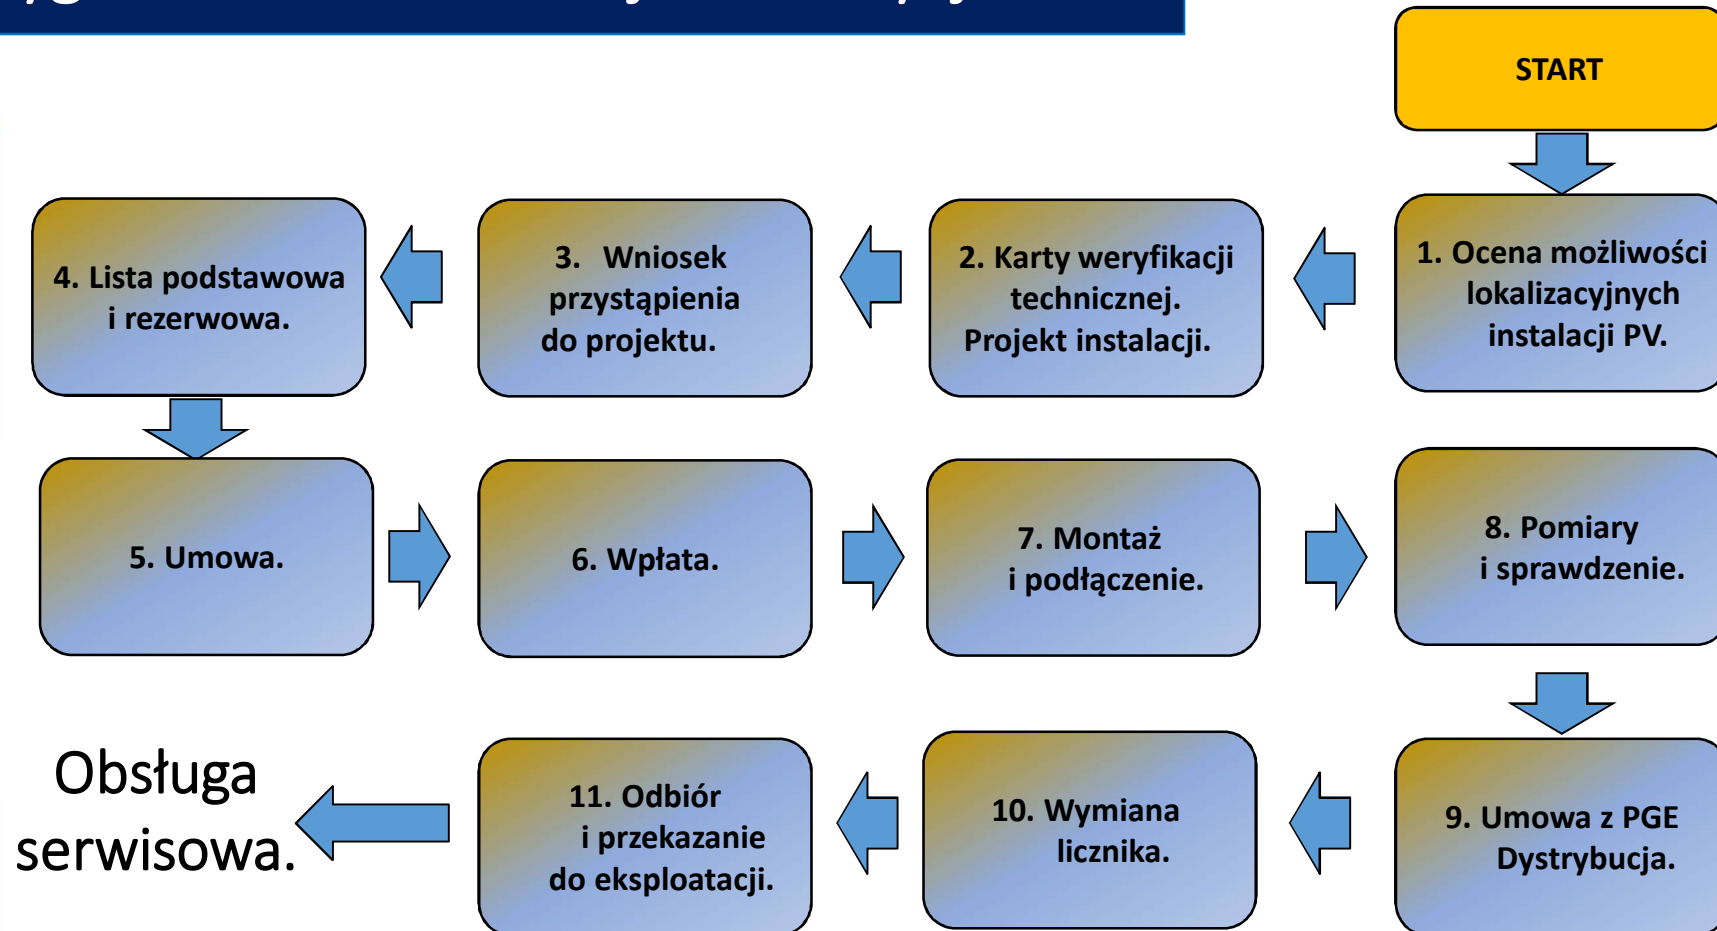 START
1. Ocena możliwości
lokalizacyjnych
instalacji PV.
2. Karty weryfikacji
technicznej.
Projekt instalacji.
3. Wniosek
przystąpienia
do projektu.
4. Lista podstawowa
i rezerwowa.
5. Umowa.
6. Wpłata.
7. Montaż
i podłączenie.
8. Pomiary
i sprawdzenie.
9. Umowa z PGE
Dystrybucja.
10. Wymiana
licznika.
11. Odbiór
i przekazanie
do eksploatacji.
Obsługa
serwisowa.